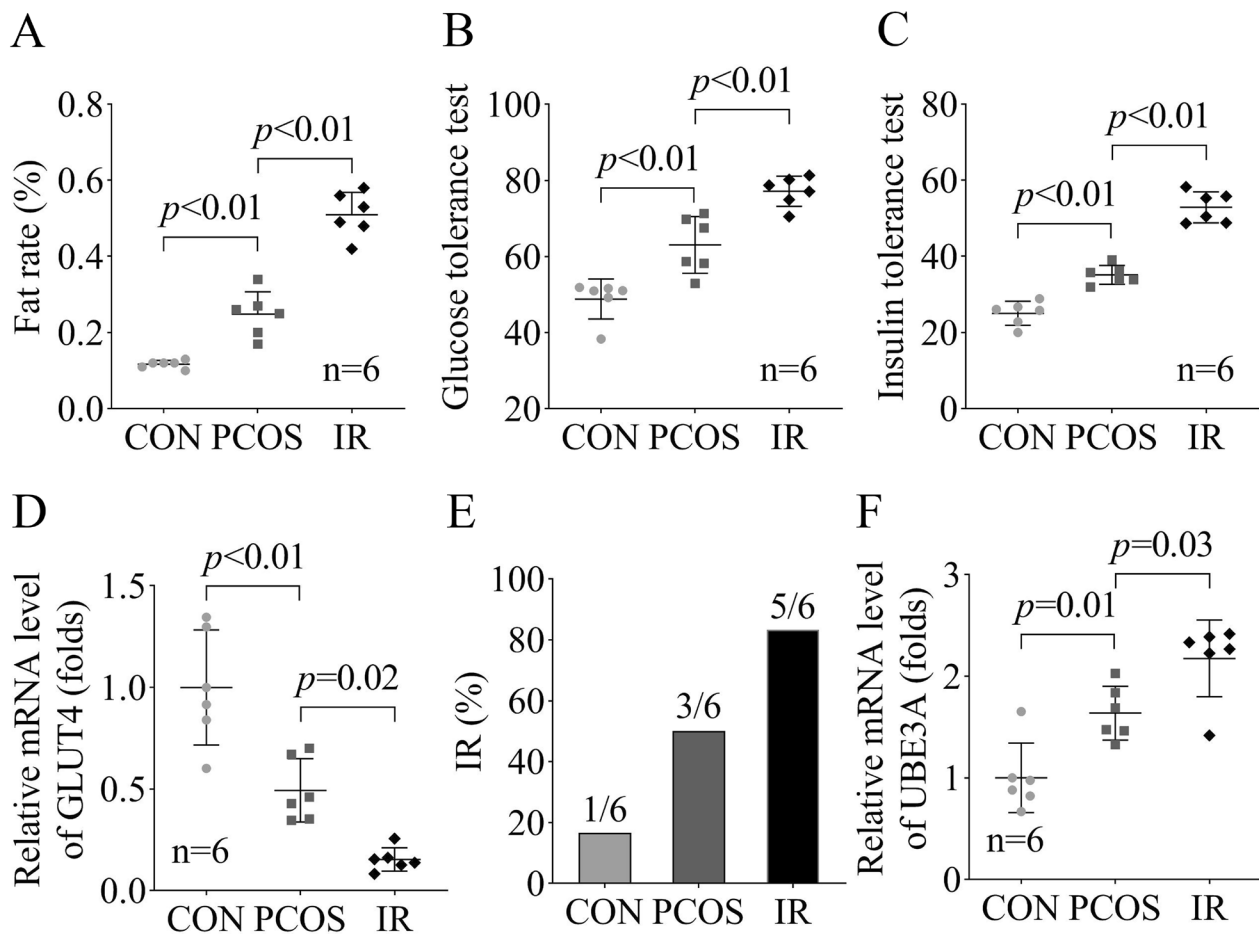 A
Fat rate (%)
0.8
0.6
0.4
0.2
0.0
p<0.01
p<0.01
n=6
CON PCOS IR
B
Glucose tolerance test
100
80
60
40
20
p<0.01
p<0.01
n=6
CON PCOS IR
C
Insulin tolerance test
80
60
40
20
0
p<0.01
p<0.01
n=6
CON PCOS IR
D
Relative mRNA level
of GLUT4 (folds)
1.5
1.0
0.5
0.0
p<0.01
p=0.02
n=6
CON PCOS IR
E
IR (%)
100
80
60
40
20
0
1/6
3/6
5/6
CON PCOS IR
F
Relative mRNA level
of UBE3A (folds)
3
2
1
0
p=0.03
p=0.01
n=6
CON PCOS IR